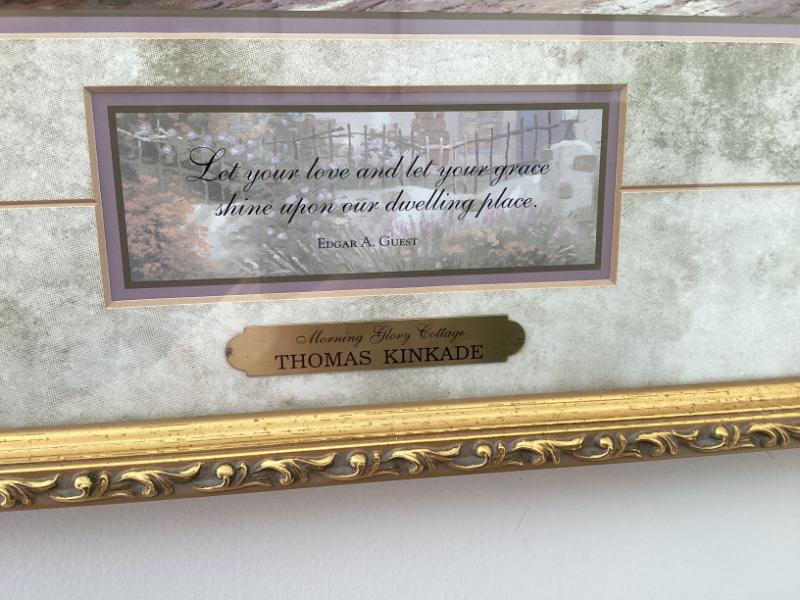 Let your love and let your grace
shine upon our dwelling place.
Edgar A. Guest
Morning Glory Cottage
THOMAS KINKADE